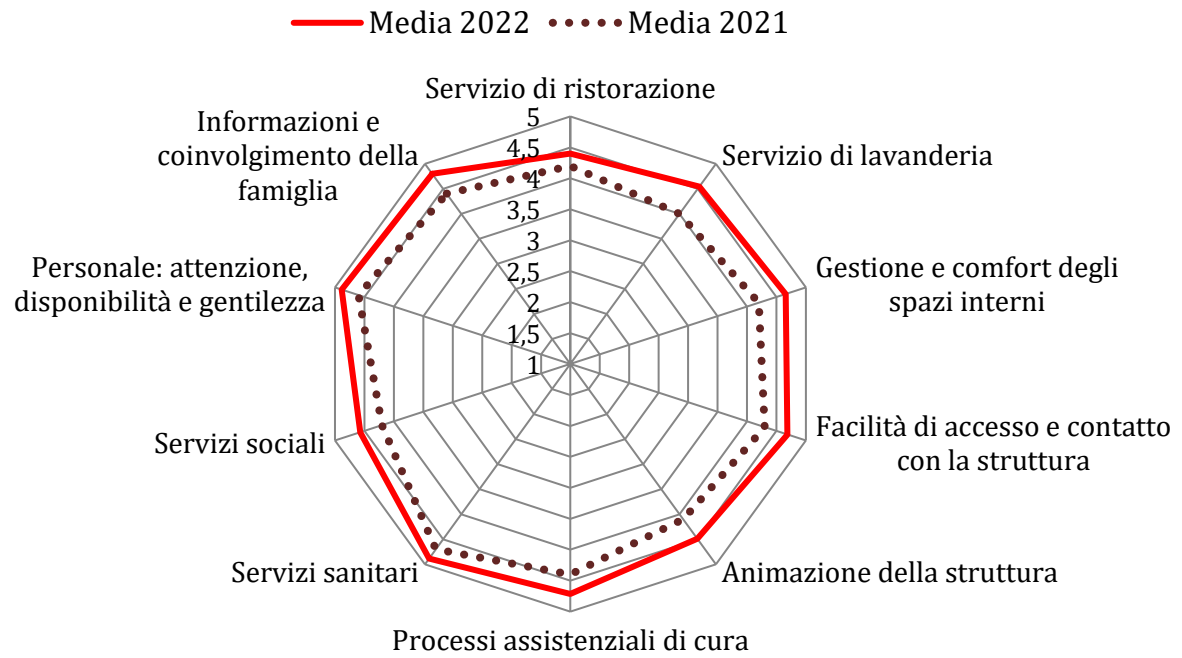 Media 2022
Media 2021
Servizio di ristorazione
Servizio di lavanderia
Gestione e comfort degli
spazi interni
Facilità di accesso e contatto
con la struttura
Animazione della struttura
Processi assistenziali di cura
Servizi sanitari
Servizi sociali
Personale: attenzione,
disponibilità e gentilezza
Informazioni e
coinvolgimento della
famiglia
5
4,5
4
3,5
3
2,5
2
1,5
1